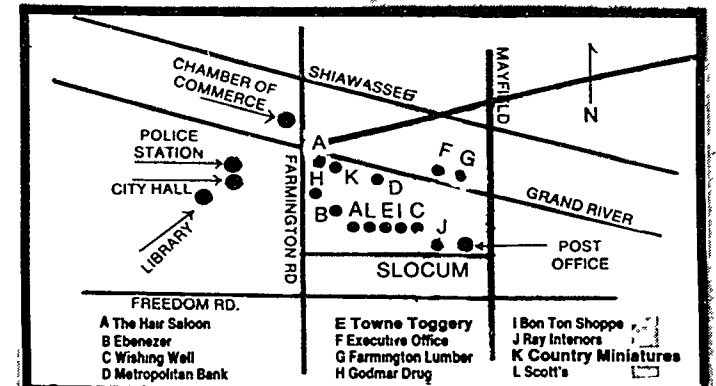 SHIAWASSEE
MAYFIELD
CHAMBER OF
COMMERCE
N
POLICE
STATION
A
F G
H K
D
CITY HALL
FARMINGTON RD
GRAND RIVER
B A L E I C
LIBRARY
J
POST
OFFICE
SLOCUM
FREEDOM RD.
A The Hair Saloon
B Ebenezer
C Wishing Well
D Metropolitan Bank
E Towne Toggery
F Executive Office
G Farmington Lumber
H Godmar Drug
I Bon Ton Shoppe
J Ray Interiors
K Country Miniatures
L Scott's